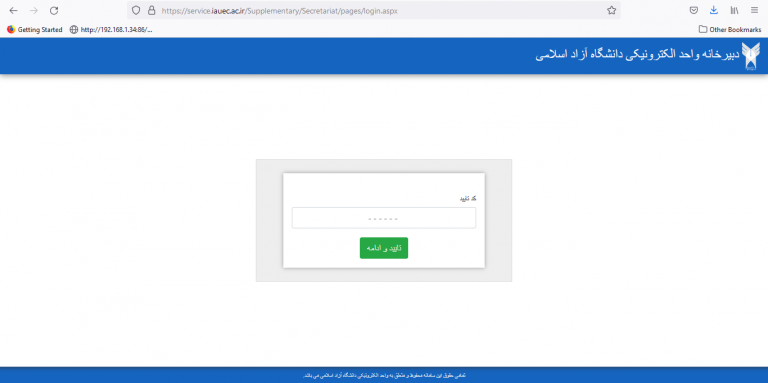 https://service.iauec.ac.ir/Supplementary/Secretariat/pages/login.aspx
Getting Started
http://192.168.1.34:86/...
Other Bookmarks
دبیرخانه واحد الکترونیکی دانشگاه آزاد اسلامی
کد تایید
------
تایید و ادامه
تمامی حقوق این سامانه محفوظ و متعلق به واحد الکترونیکی دانشگاه آزاد اسلامی می باشد.